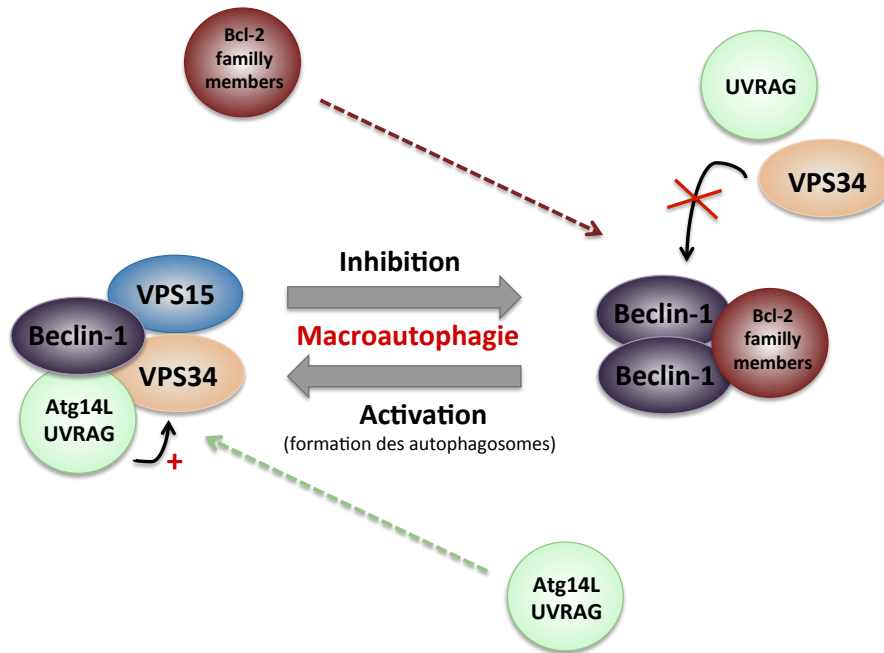 Bcl-2
familly
members
UVRAG
VPS34
Inhibition
Macroautophagie
Activation
(formation des autophagosomes)
VPS15
Beclin-1
VPS34
Atg14L
UVRAG
+
Beclin-1
Beclin-1
Bcl-2
familly
members
Atg14L
UVRAG